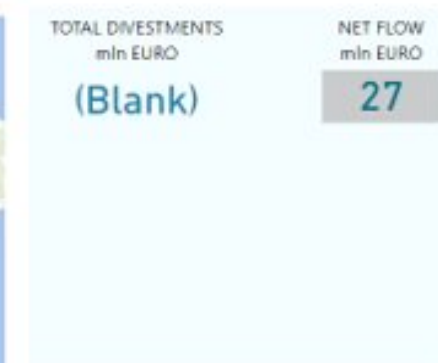 TOTAL DIVESTMENTS
mln EURO
(Blank)
NET FLOW
mln EURO
27